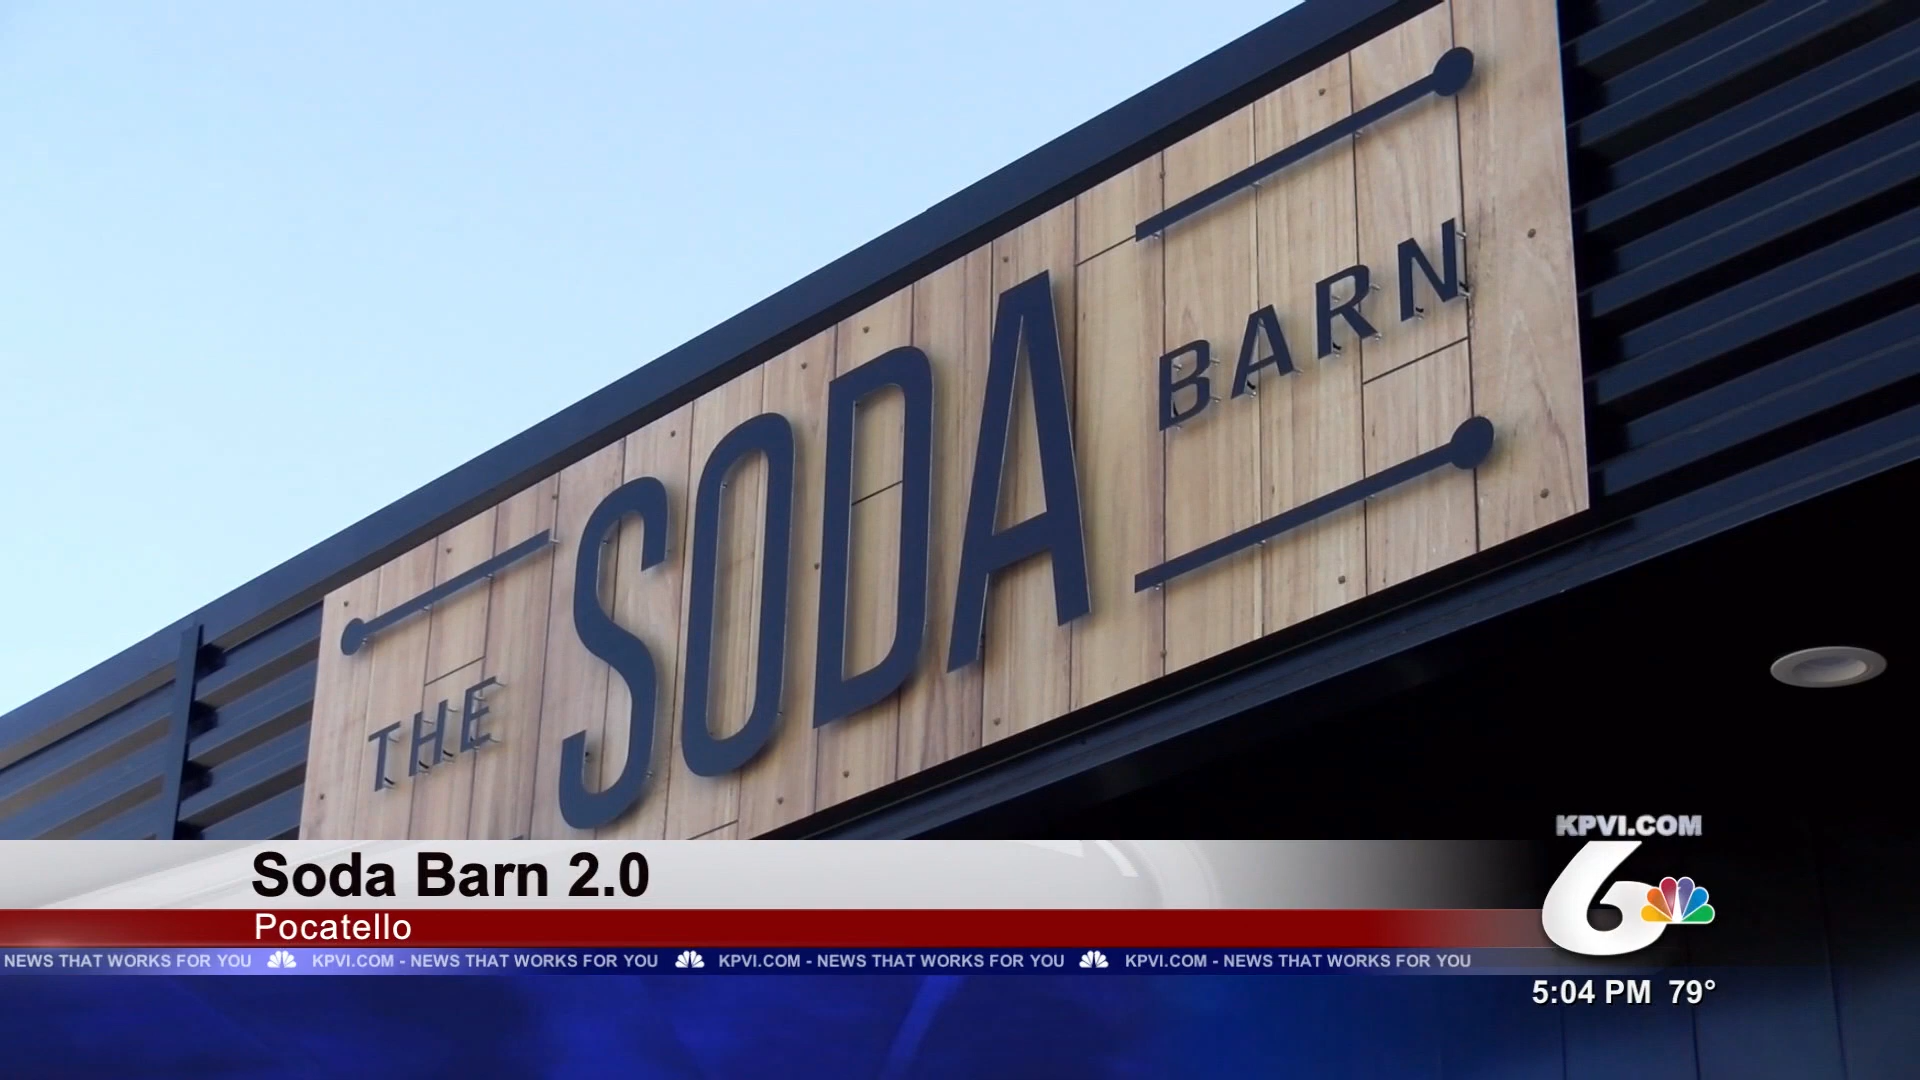 THE SODA BARN
KPVI.COM
6
Soda Barn 2.0
Pocatello
NEWS THAT WORKS FOR YOU KPVI.COM - NEWS THAT WORKS FOR YOU KPVI.COM - NEWS THAT WORKS FOR YOU KPVI.COM - NEWS THAT WORKS FOR YOU
5:04 PM 79°